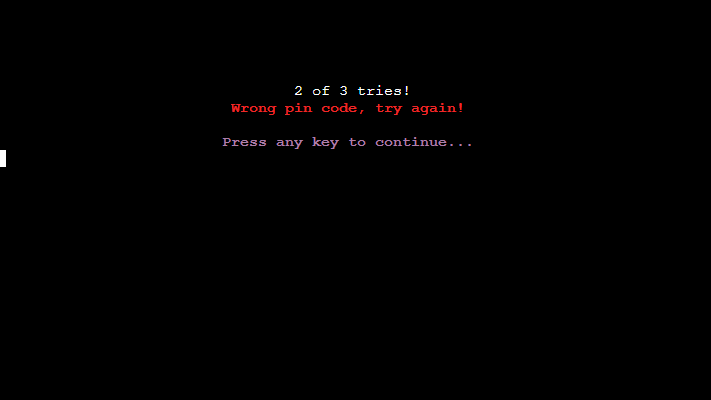 2 of 3 tries!
Wrong pin code, try again!
Press any key to continue...